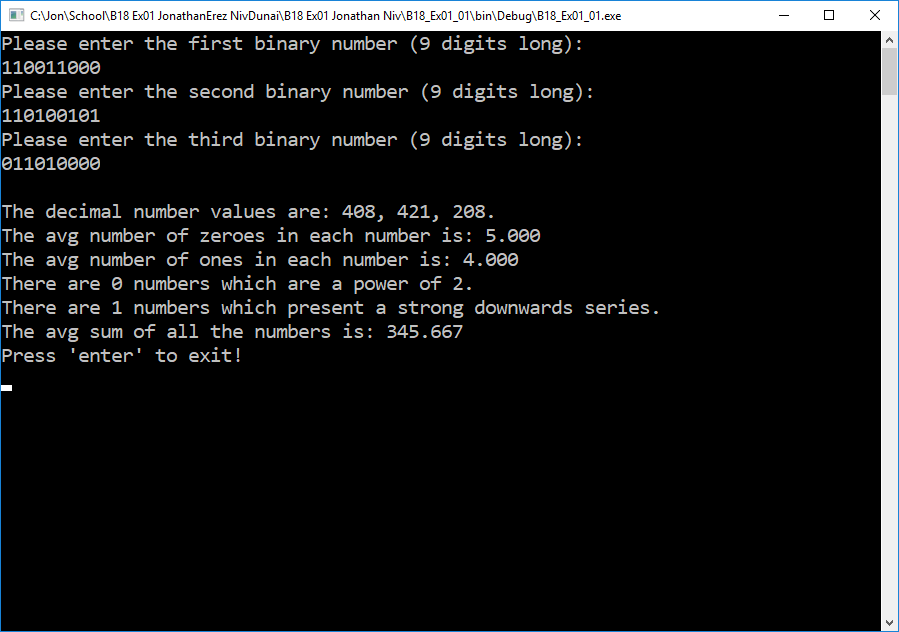 C:\Jon\School\B18 Ex01 JonathanErez NivDunai\B18 Ex01 Jonathan Niv\B18_Ex01_01\bin\Debug\B18_Ex01_01.exe
Please enter the first binary number (9 digits long):
110011000
Please enter the second binary number (9 digits long):
110100101
Please enter the third binary number (9 digits long):
011010000
The decimal number values are: 408, 421, 208.
The avg number of zeroes in each number is: 5.000
The avg number of ones in each number is: 4.000
There are 0 numbers which are a power of 2.
There are 1 numbers which present a strong downwards series.
The avg sum of all the numbers is: 345.667
Press 'enter' to exit!